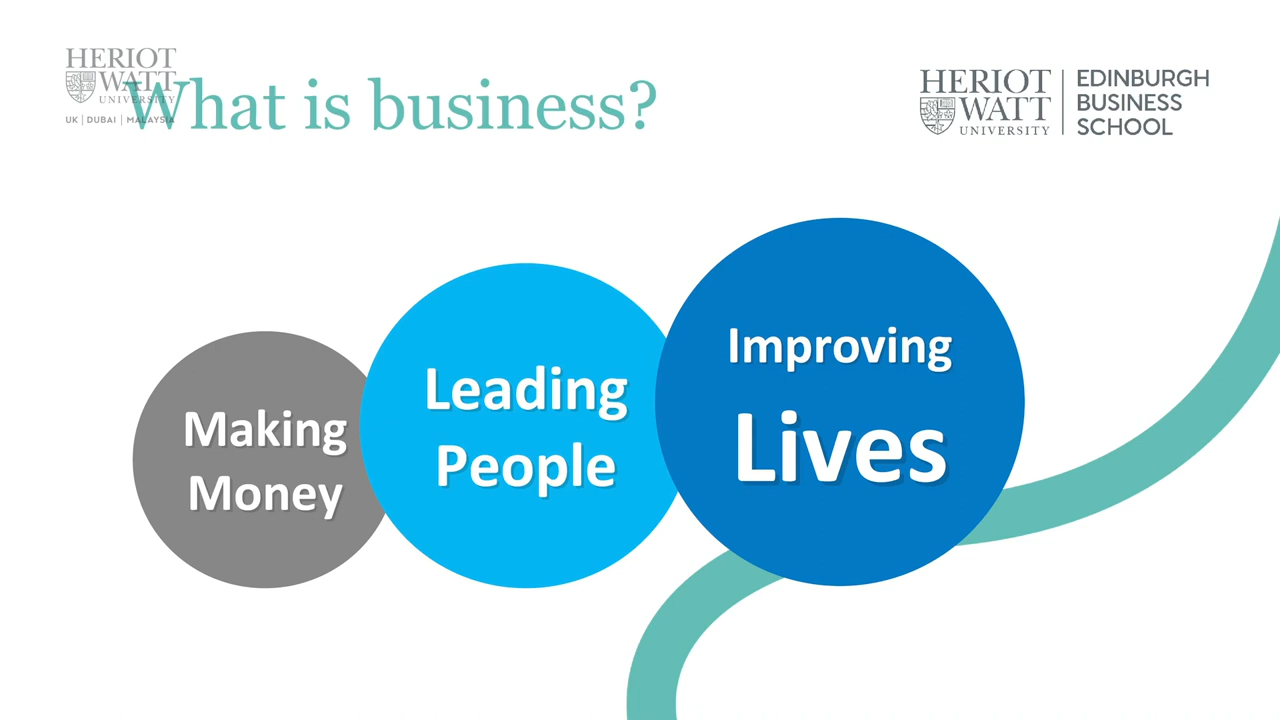 HERIOT
WATT
UNIVERSITY
UK | DUBAI | MALAYSIA
What is business?
HERIOT
WATT
UNIVERSITY
EDINBURGH
BUSINESS
SCHOOL
Making
Money
Leading
People
Improving
Lives